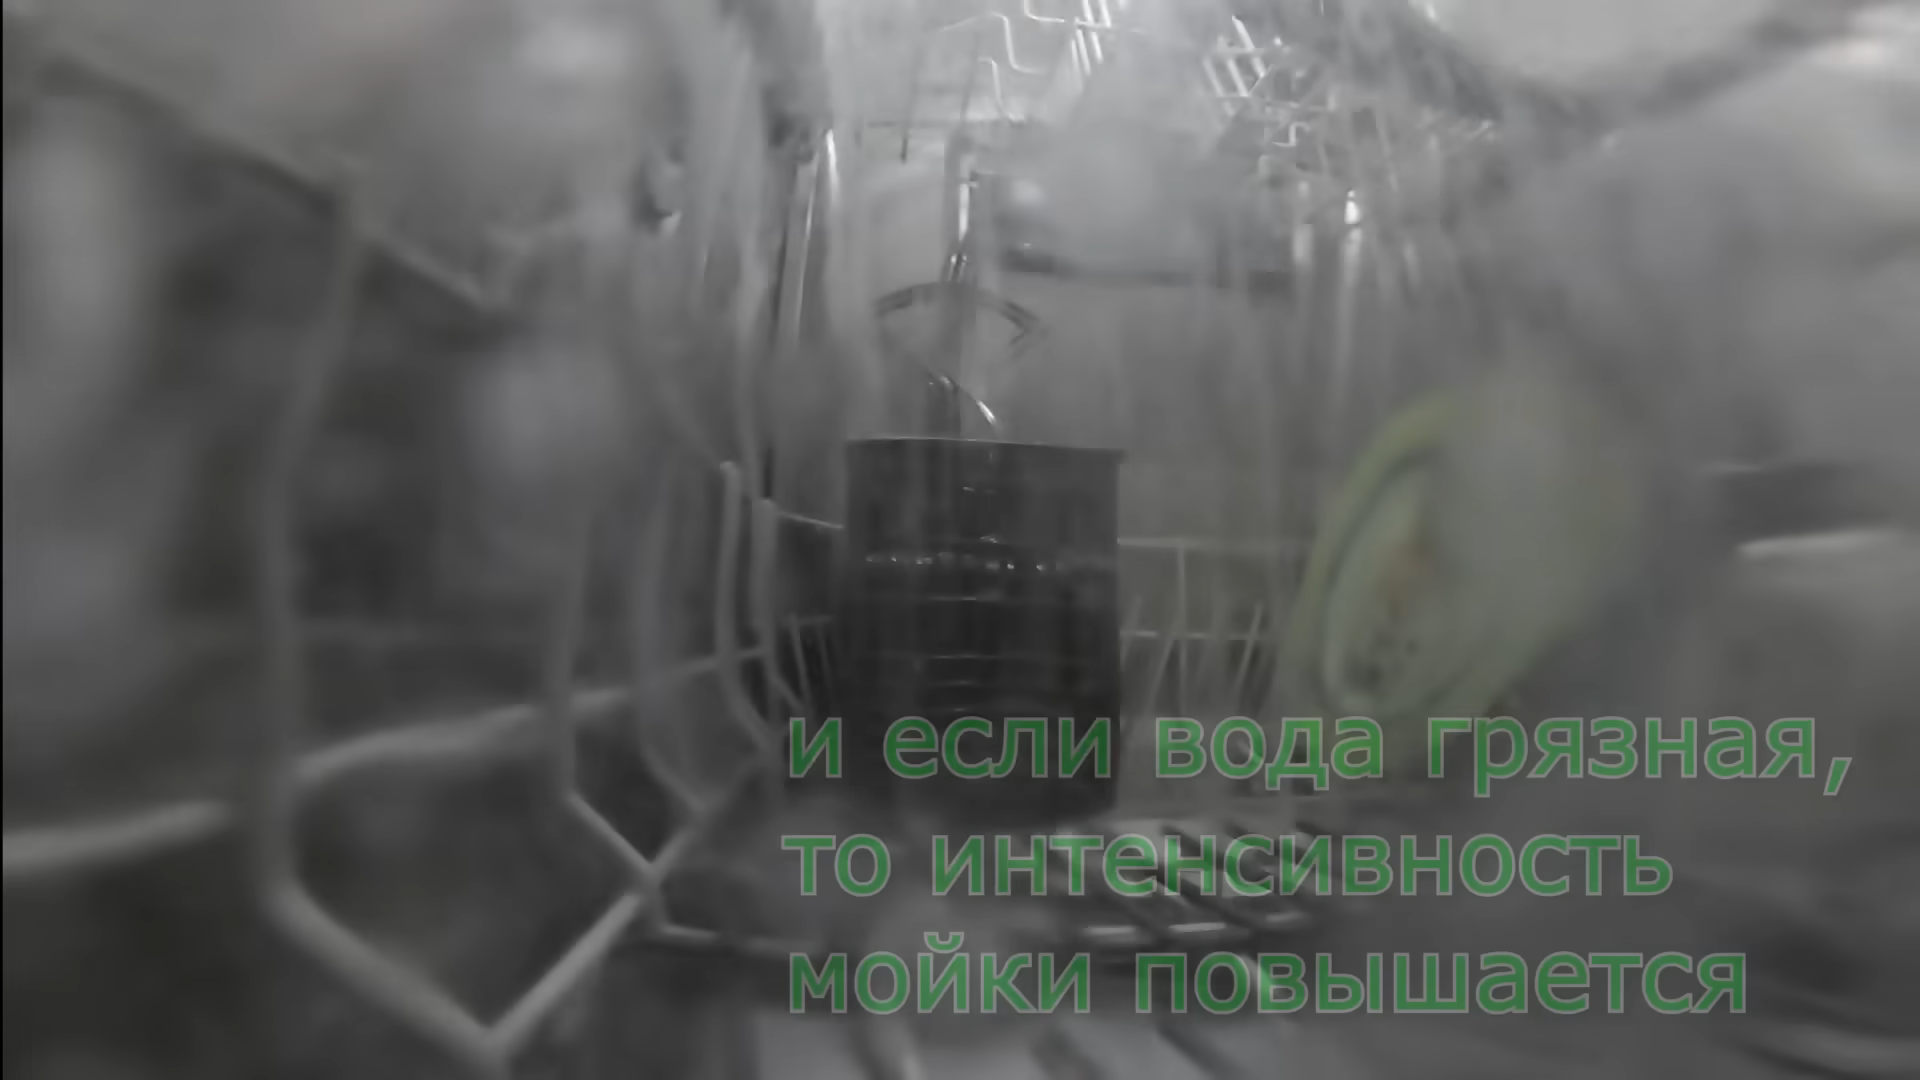 и если вода грязная,
то интенсивность
мойки повышается